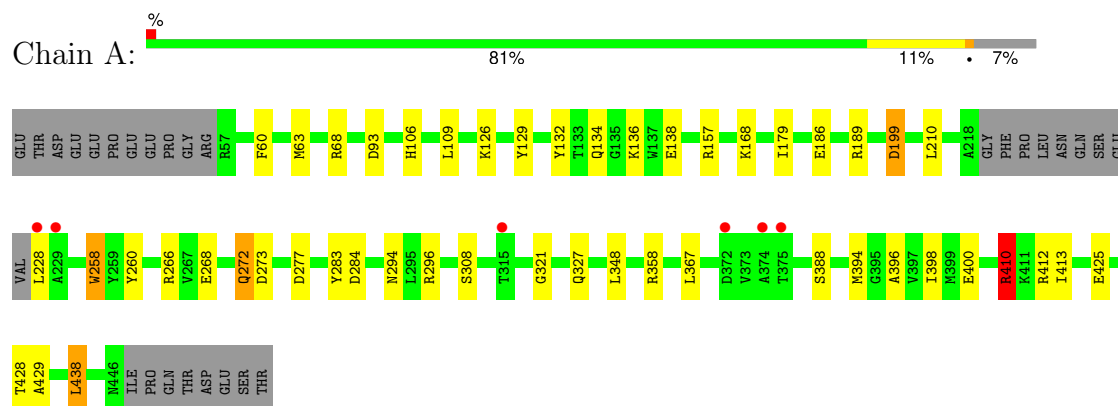 %
Chain A:
81% 11% • 7%
GLU THR ASP GLU GLU PRO GLU GLU PRO GLY ARG R57 F60 M63 R68 D93 H106 L109 K126 Y129 Y132 T133 Q134 G135 K136 W137 E138 R157 K168 I179 E186 R189 D199 L210 A218 GLY PHE PRO LEU ASN GLN SER GLU
VAL L228 A229 W258 Y259 Y260 R266 V267 E268 Q272 D273 D277 Y283 D284 N294 L295 R296 S308 T315 G321 Q327 L348 R358 L367 D372 V373 A374 T375 S388 M394 G395 A396 V397 I398 M399 E400 R410 K411 R412 I413 E425
T428 A429 L438 N446 ILE PRO GLN THR ASP GLU SER THR